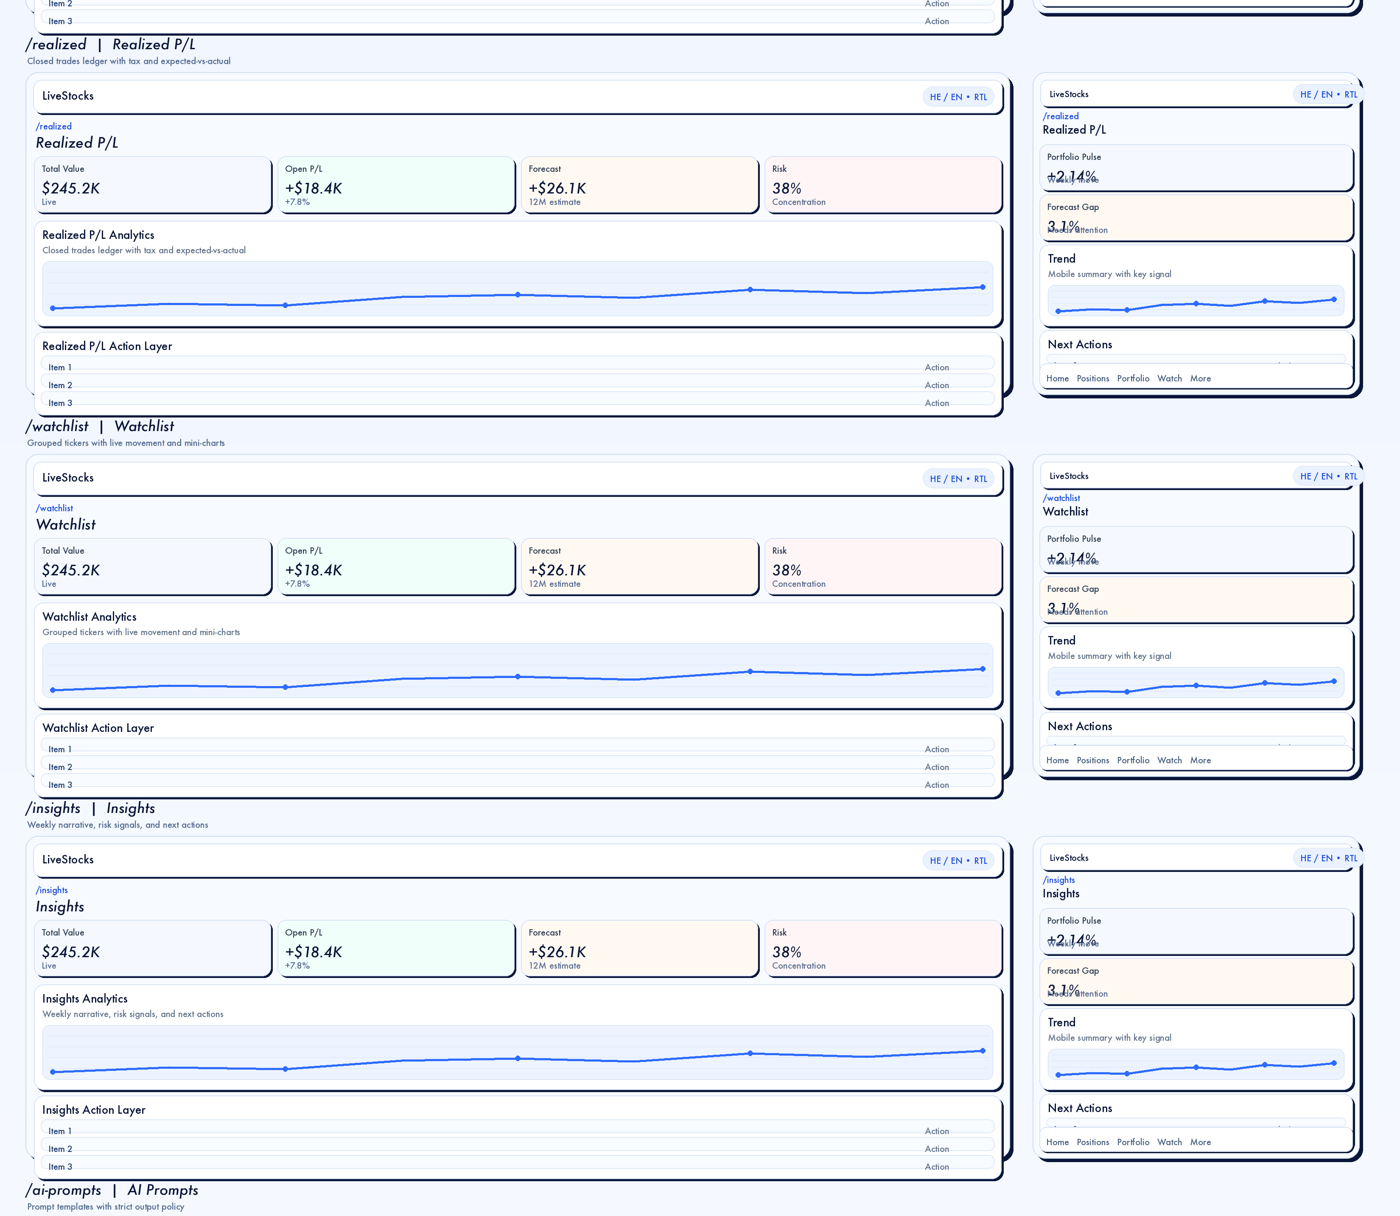 Item 2 Action
Item 3 Action
/realized | Realized P/L
Closed trades ledger with tax and expected-vs-actual
LiveStocks HE / EN • RTL
/realized
Realized P/L
Total Value
$245.2K
Live
Open P/L
+$18.4K
+7.8%
Forecast
+$26.1K
12M estimate
Risk
38%
Concentration
Realized P/L Analytics
Closed trades ledger with tax and expected-vs-actual
Realized P/L Action Layer
Item 1 Action
Item 2 Action
Item 3 Action
LiveStocks HE / EN • RTL
/realized
Realized P/L
Portfolio Pulse
+2.14%
Weekly move
Forecast Gap
3.1%
Needs attention
Trend
Mobile summary with key signal
Next Actions
Home Positions Portfolio Watch More
/watchlist | Watchlist
Grouped tickers with live movement and mini-charts
LiveStocks HE / EN • RTL
/watchlist
Watchlist
Total Value
$245.2K
Live
Open P/L
+$18.4K
+7.8%
Forecast
+$26.1K
12M estimate
Risk
38%
Concentration
Watchlist Analytics
Grouped tickers with live movement and mini-charts
Watchlist Action Layer
Item 1 Action
Item 2 Action
Item 3 Action
LiveStocks HE / EN • RTL
/watchlist
Watchlist
Portfolio Pulse
+2.14%
Weekly move
Forecast Gap
3.1%
Needs attention
Trend
Mobile summary with key signal
Next Actions
Home Positions Portfolio Watch More
/insights | Insights
Weekly narrative, risk signals, and next actions
LiveStocks HE / EN • RTL
/insights
Insights
Total Value
$245.2K
Live
Open P/L
+$18.4K
+7.8%
Forecast
+$26.1K
12M estimate
Risk
38%
Concentration
Insights Analytics
Weekly narrative, risk signals, and next actions
Insights Action Layer
Item 1 Action
Item 2 Action
Item 3 Action
LiveStocks HE / EN • RTL
/insights
Insights
Portfolio Pulse
+2.14%
Weekly move
Forecast Gap
3.1%
Needs attention
Trend
Mobile summary with key signal
Next Actions
Home Positions Portfolio Watch More
/ai-prompts | AI Prompts
Prompt templates with strict output policy